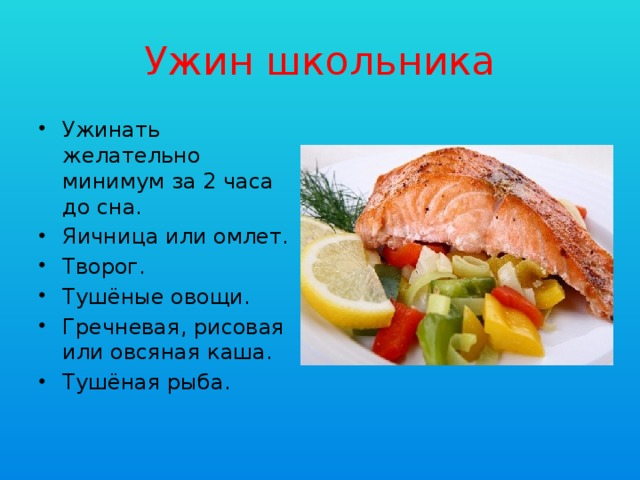 Ужин школьника
• Ужинать
желательно
минимум за 2 часа
до сна.
• Яичница или омлет.
• Творог.
• Тушёные овощи.
• Гречневая, рисовая
или овсяная каша.
• Тушёная рыба.